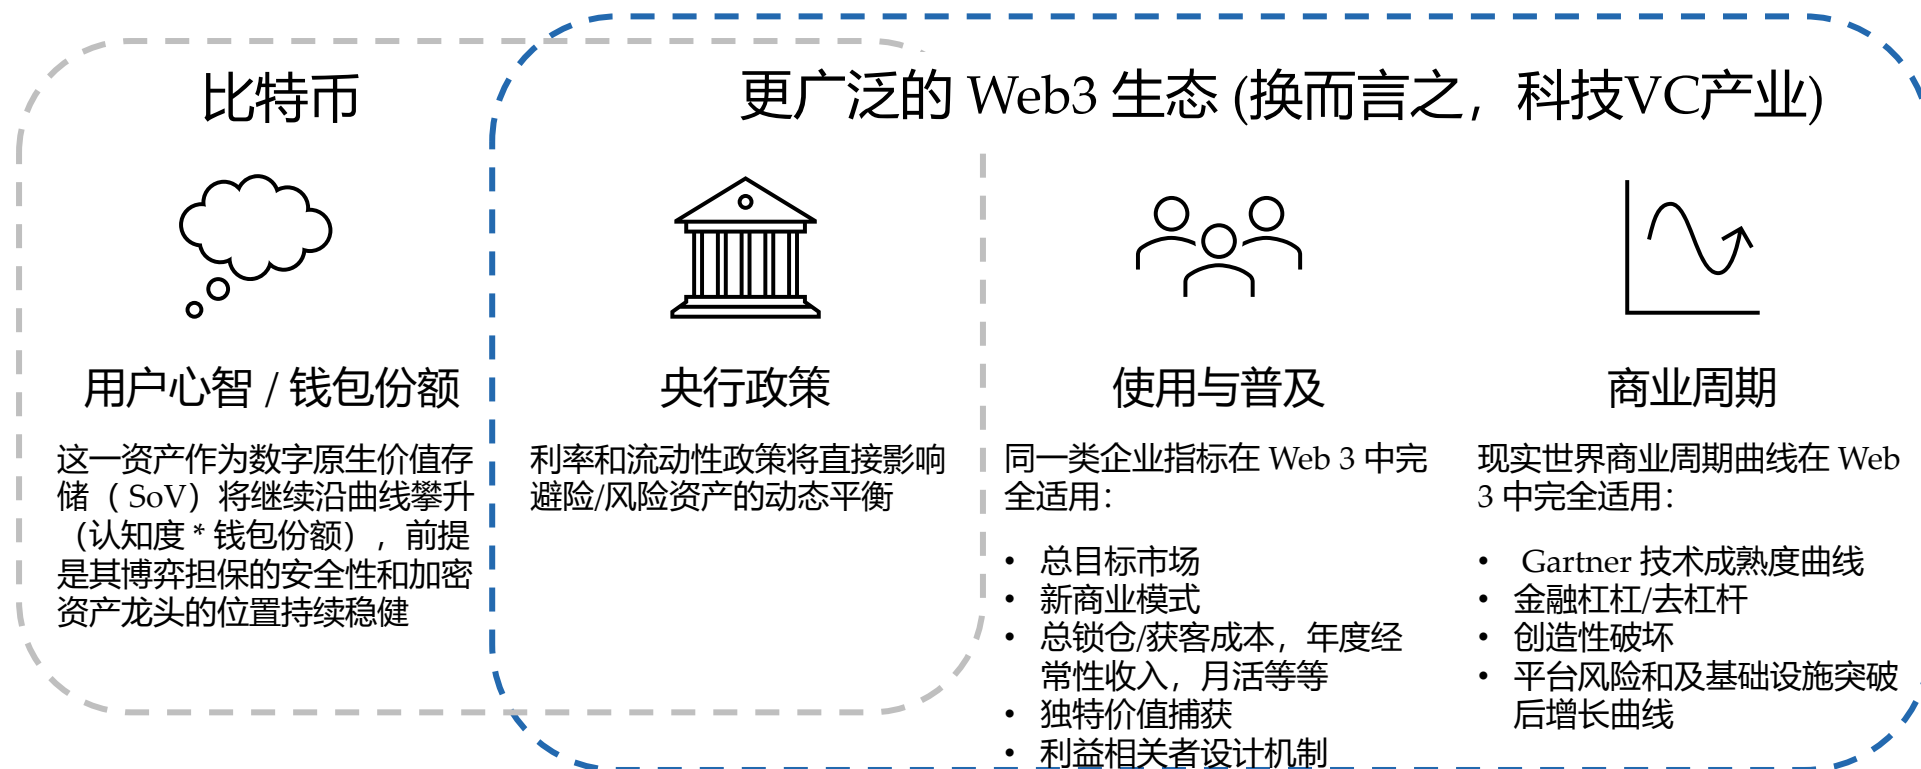 比特币
更广泛的 Web3 生态 (换而言之，科技VC产业)
用户心智 / 钱包份额
这一资产作为数字原生价值存
储（ SoV）将继续沿曲线攀升
（认知度 * 钱包份额），前提
是其博弈担保的安全性和加密
资产龙头的位置持续稳健
央行政策
利率和流动性政策将直接影响
避险/风险资产的动态平衡
使用与普及
同一类企业指标在 Web 3 中完
全适用：
• 总目标市场
• 新商业模式
• 总锁仓/获客成本，年度经
常性收入，月活等等
• 独特价值捕获
• 利益相关者设计机制
商业周期
现实世界商业周期曲线在 Web
3 中完全适用：
• Gartner 技术成熟度曲线
• 金融杠杠/去杠杆
• 创造性破坏
• 平台风险和及基础设施突破
后增长曲线